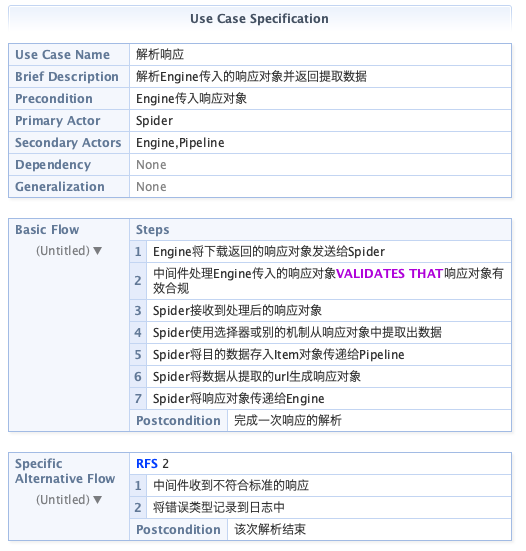 Use Case Specification
Use Case Name 解析响应
Brief Description 解析Engine传入的响应对象并返回提取数据
Precondition Engine传入响应对象
Primary Actor Spider
Secondary Actors Engine,Pipeline
Dependency None
Generalization None
Basic Flow Steps
(Untitled) ▼
1 Engine将下载返回的响应对象发送给Spider
2 中间件处理Engine传入的响应对象VALIDATES THAT响应对象有
效合规
3 Spider接收到处理后的响应对象
4 Spider使用选择器或别的机制从响应对象中提取出数据
5 Spider将目的数据存入Item对象传递给Pipeline
6 Spider将数据从提取的url生成响应对象
7 Spider将响应对象传递给Engine
Postcondition 完成一次响应的解析
Specific
Alternative Flow
RFS 2
(Untitled) ▼
1 中间件收到不符合标准的响应
2 将错误类型记录到日志中
Postcondition 该次解析结束